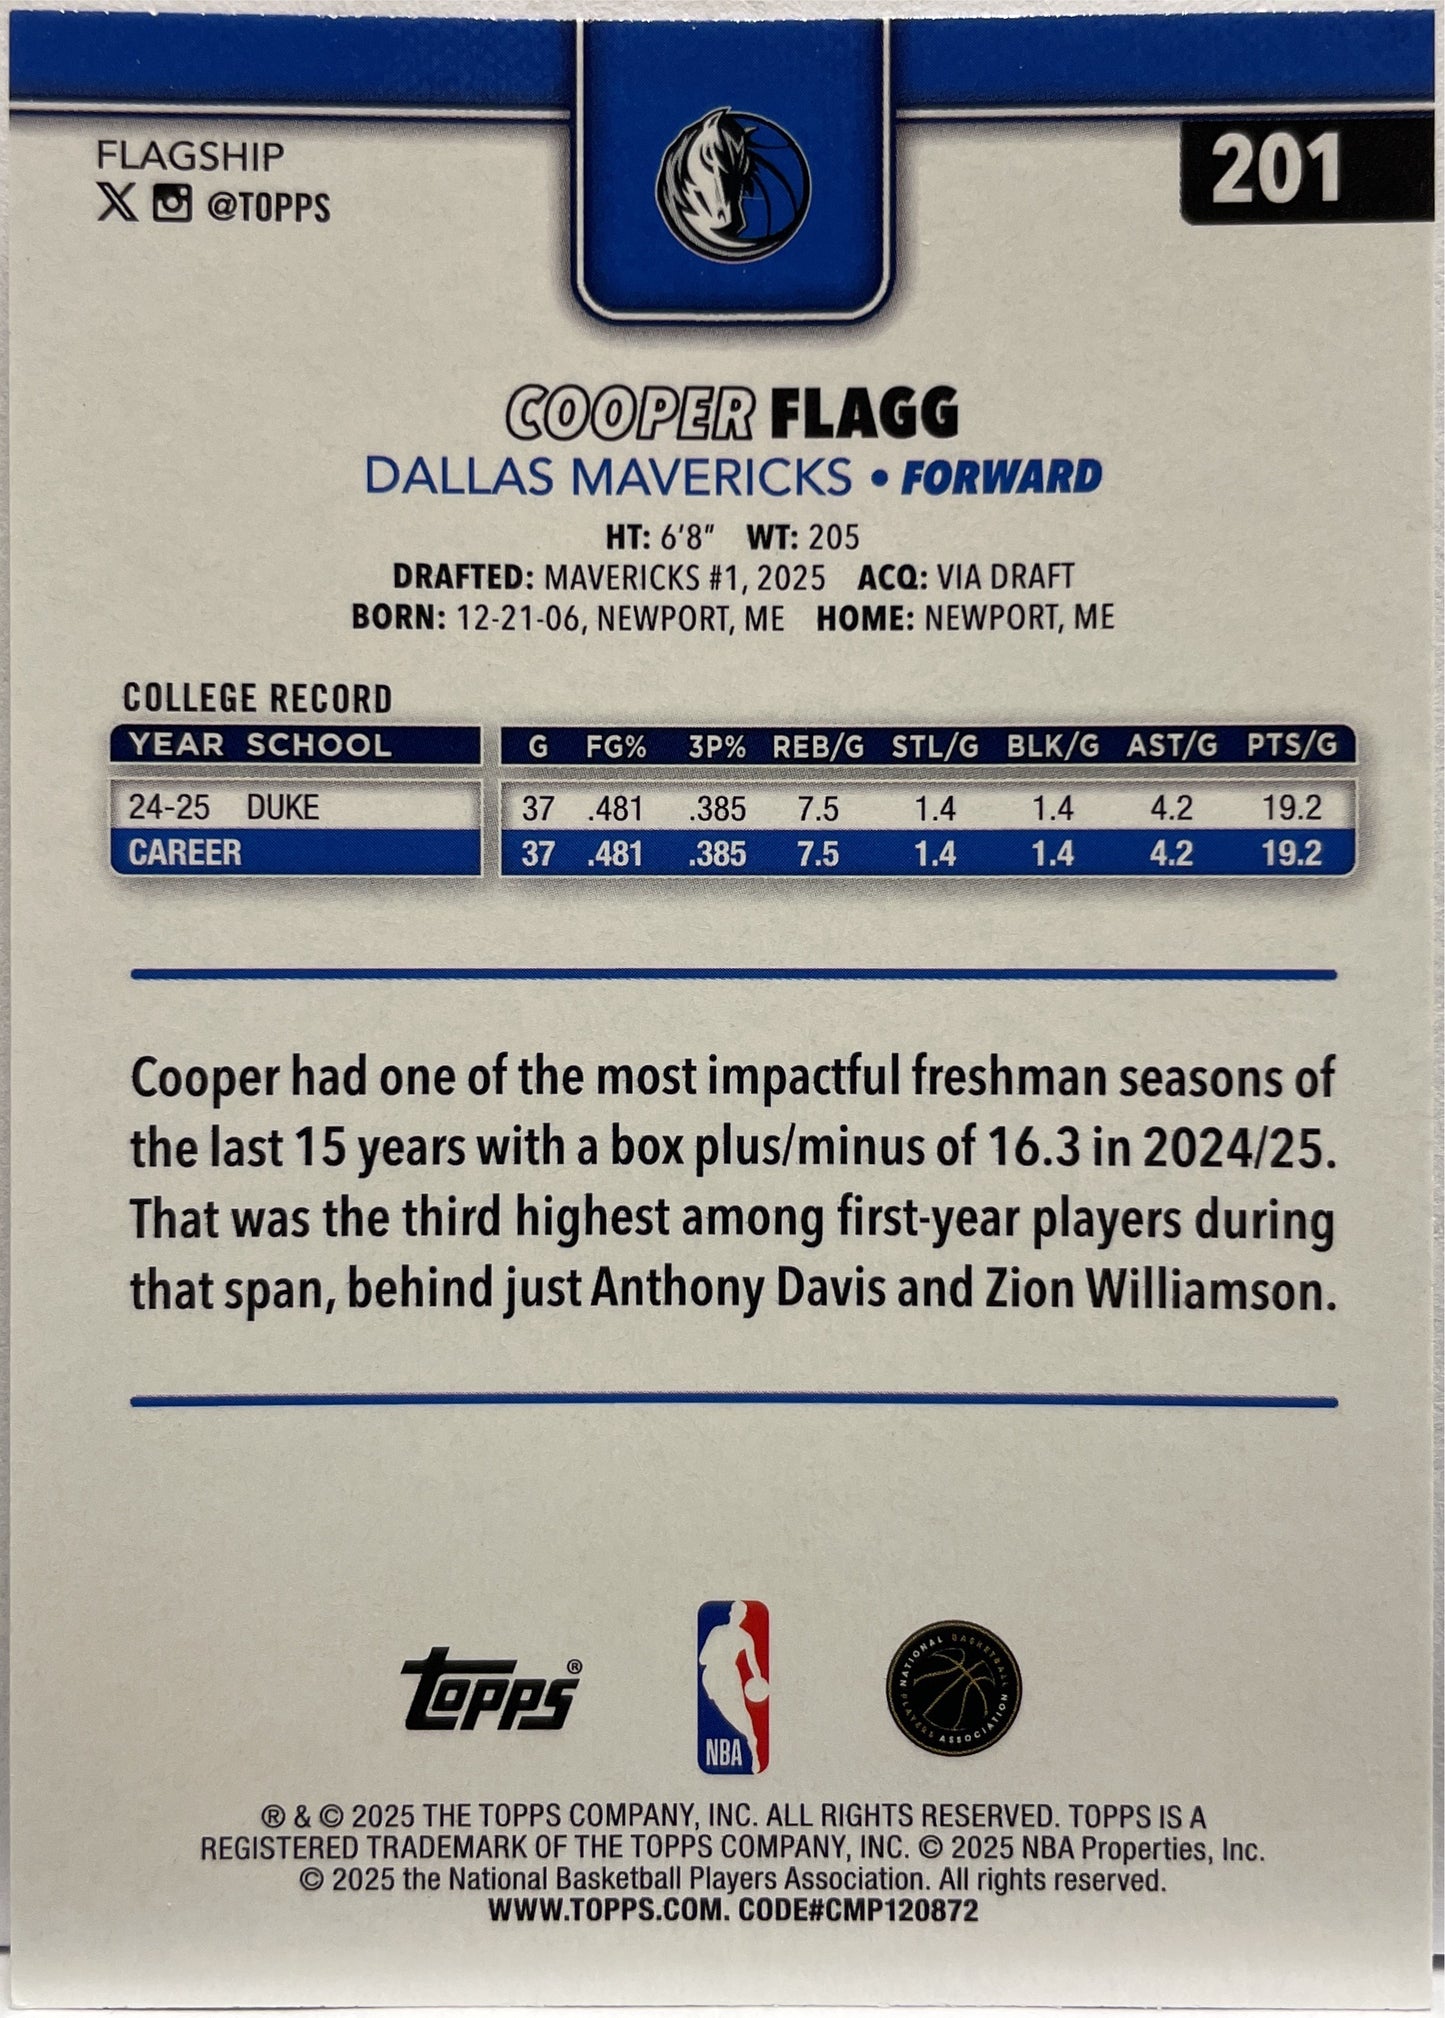 FLAGSHIP
201
@TOPPS
COOPER FLAGG
DALLAS MAVERICKS • FORWARD
HT: 6'8" WT: 205
DRAFTED: MAVERICKS #1, 2025 ACQ: VIA DRAFT
BORN: 12-21-06, NEWPORT, ME HOME: NEWPORT, ME
COLLEGE RECORD
YEAR SCHOOL G FG% 3P% REB/G STL/G BLK/G AST/G PTS/G
24-25 DUKE 37 .481 .385 7.5 1.4 1.4 4.2 19.2
CAREER 37 .481 .385 7.5 1.4 1.4 4.2 19.2
Cooper had one of the most impactful freshman seasons of
the last 15 years with a box plus/minus of 16.3 in 2024/25.
That was the third highest among first-year players during
that span, behind just Anthony Davis and Zion Williamson.
TOPPS®
NBA
NATIONAL BASKETBALL PLAYERS ASSOCIATION
® & © 2025 THE TOPPS COMPANY, INC. ALL RIGHTS RESERVED. TOPPS IS A
REGISTERED TRADEMARK OF THE TOPPS COMPANY, INC. © 2025 NBA Properties, Inc.
© 2025 the National Basketball Players Association. All rights reserved.
WWW.TOPPS.COM. CODE#CMP120872